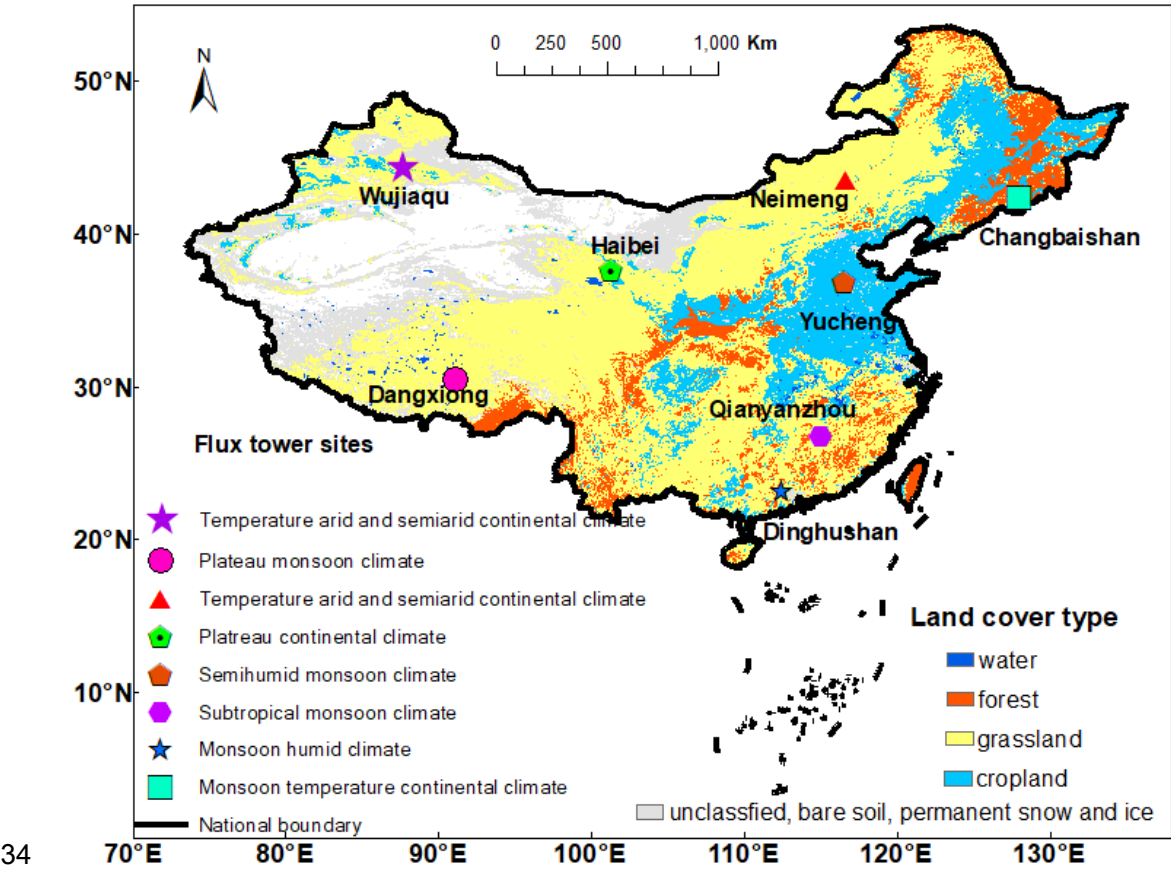 N
0 250 500 1,000 Km
50°N
40°N
30°N
20°N
10°N
Wujiaqu
Neimeng
Haibei
Changbaishan
Yucheng
Dangxiong
Qianyanzhou
Dinghushan
Flux tower sites
Temperature arid and semiarid continental climate
Plateau monsoon climate
Temperature arid and semiarid continental climate
Platreau continental climate
Semihumid monsoon climate
Subtropical monsoon climate
Monsoon humid climate
Monsoon temperature continental climate
National boundary
Land cover type
water
forest
grassland
cropland
unclassfied, bare soil, permanent snow and ice
34
70°E 80°E 90°E 100°E 110°E 120°E 130°E